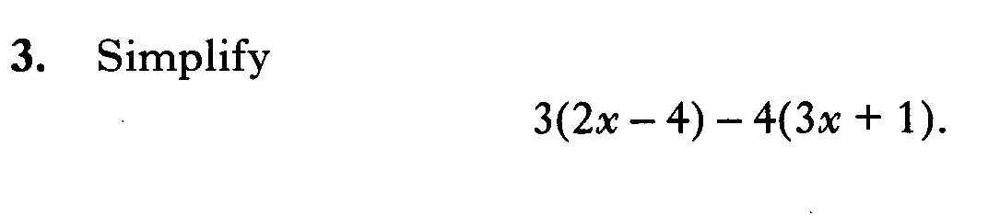 3. Simplify
3(2x – 4) – 4(3x + 1).